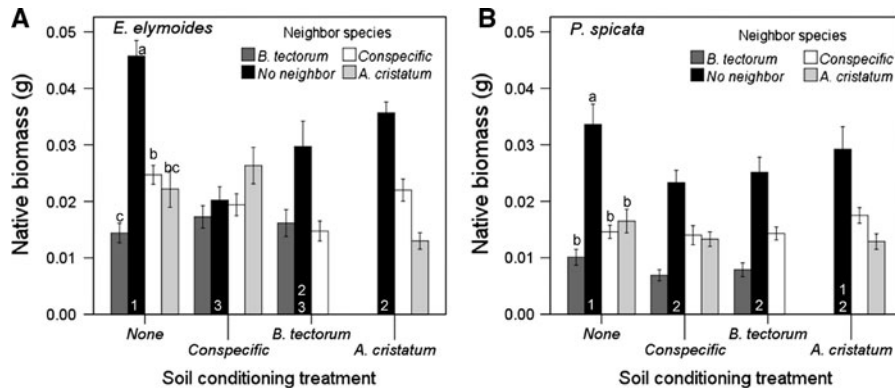 A
E. elymoides
Neighbor species
B. tectorum
Conspecific
No neighbor
A. cristatum
Native biomass (g)
0.05
0.04
0.03
0.02
0.01
0.00
a
b
bc
c
1
3
2
3
2
None
Conspecific
B. tectorum
A. cristatum
Soil conditioning treatment
B
P. spicata
Neighbor species
B. tectorum
Conspecific
No neighbor
A. cristatum
Native biomass (g)
0.05
0.04
0.03
0.02
0.01
0.00
a
b
b
b
1
2
2
1
2
None
Conspecific
B. tectorum
A. cristatum
Soil conditioning treatment